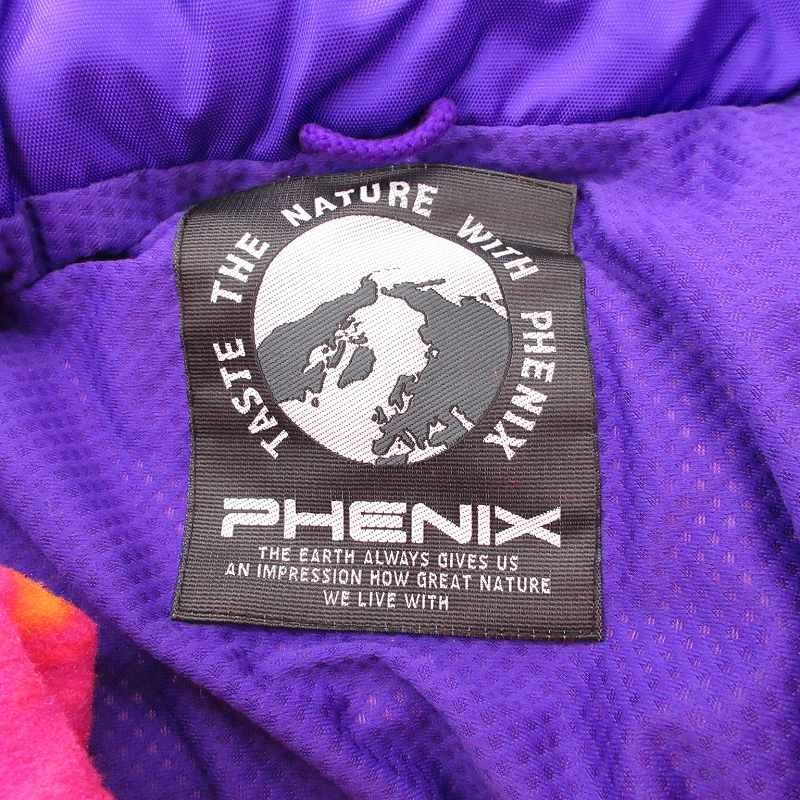 TASTE THE NATURE WITH PHENIX
PHENIX
THE EARTH ALWAYS GIVES US
AN IMPRESSION HOW GREAT NATURE
WE LIVE WITH